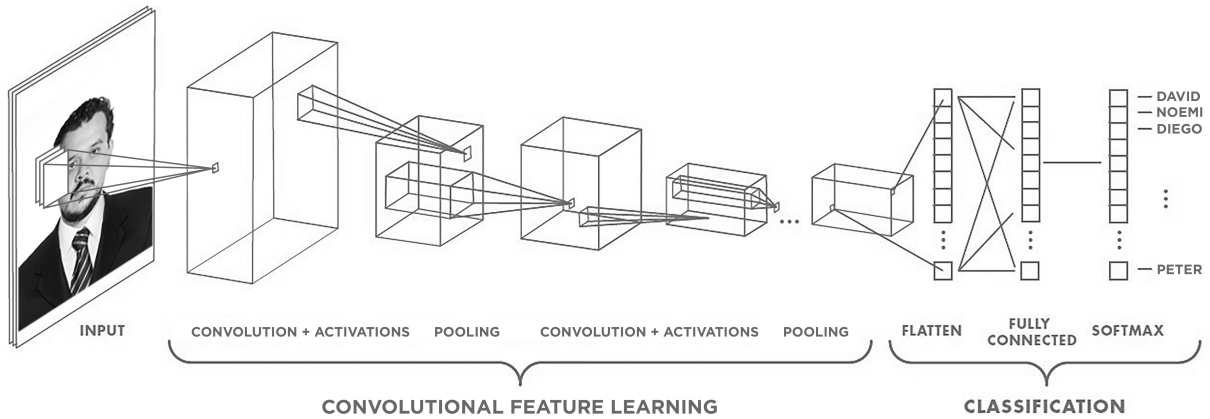 DAVID
NOEMI
DIEGO
PETER
INPUT
CONVOLUTION + ACTIVATIONS
POOLING
CONVOLUTION + ACTIVATIONS
POOLING
FLATTEN
FULLY
CONNECTED
SOFTMAX
CONVOLUTIONAL FEATURE LEARNING
CLASSIFICATION